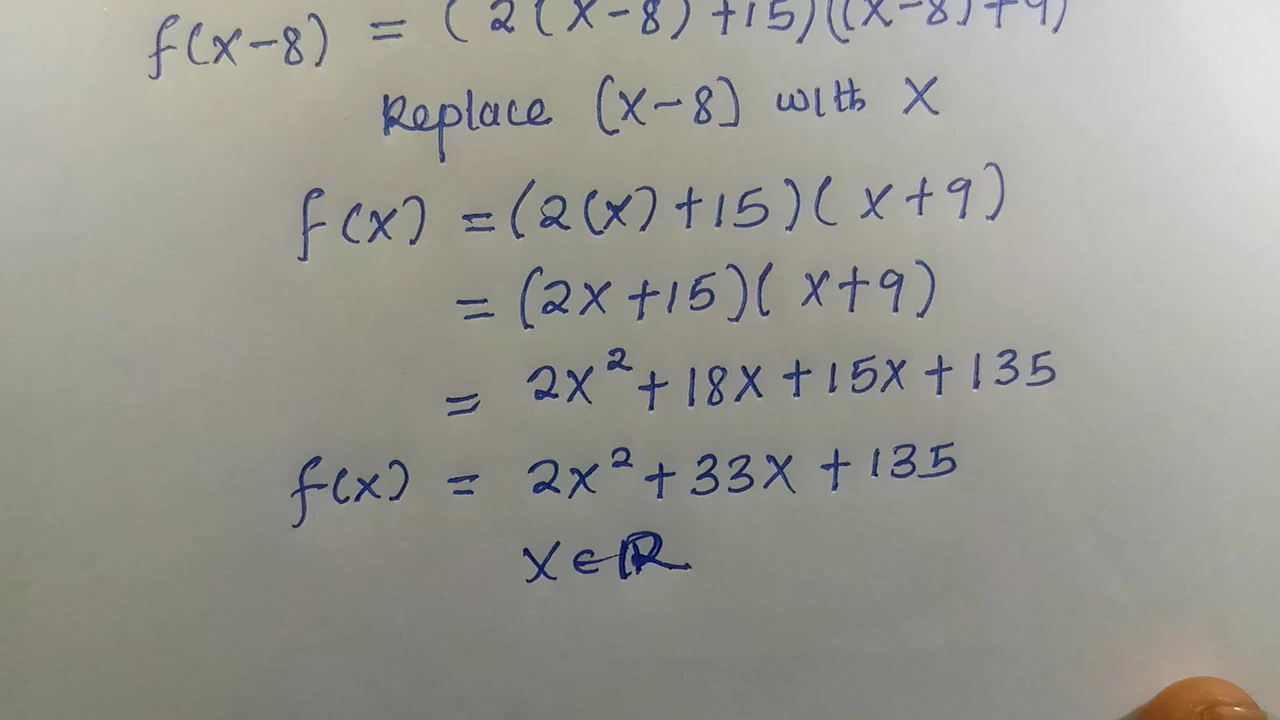 f(x-8) = (2(x-8)+15)((x-8)+9)
Replace (x-8) with x
f(x) = (2(x)+15)(x+9)
= (2x+15)(x+9)
= 2x²+18x+15x+135
f(x) = 2x²+33x+135
x∈ℝ